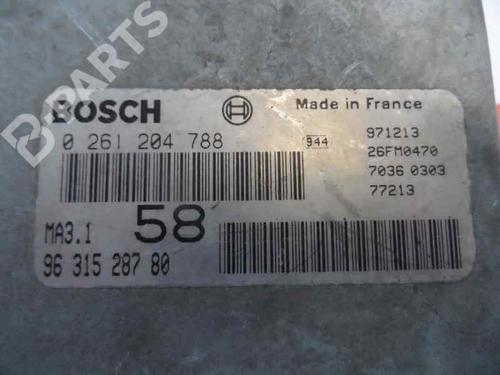 B-PARTS
BOSCH
Made in France
0 261 204 788
944
971213
26FM0470
7036 0303
77213
MA3.1
58
96 315 287 80